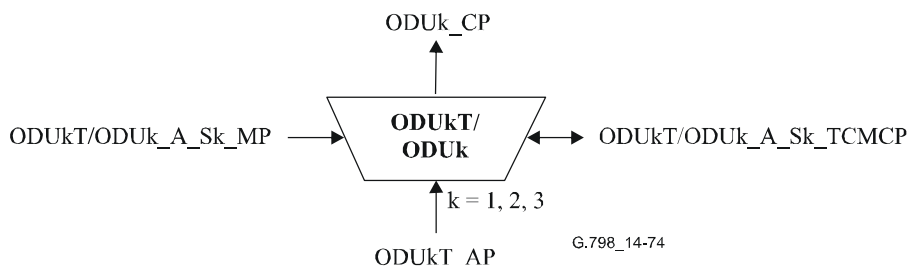 ODUk_CP
ODUkT/ODUk_A_Sk_MP
ODUkT/
ODUk
ODUkT/ODUk_A_Sk_TCMCP
k = 1, 2, 3
G.798_14-74
ODUkT_AP